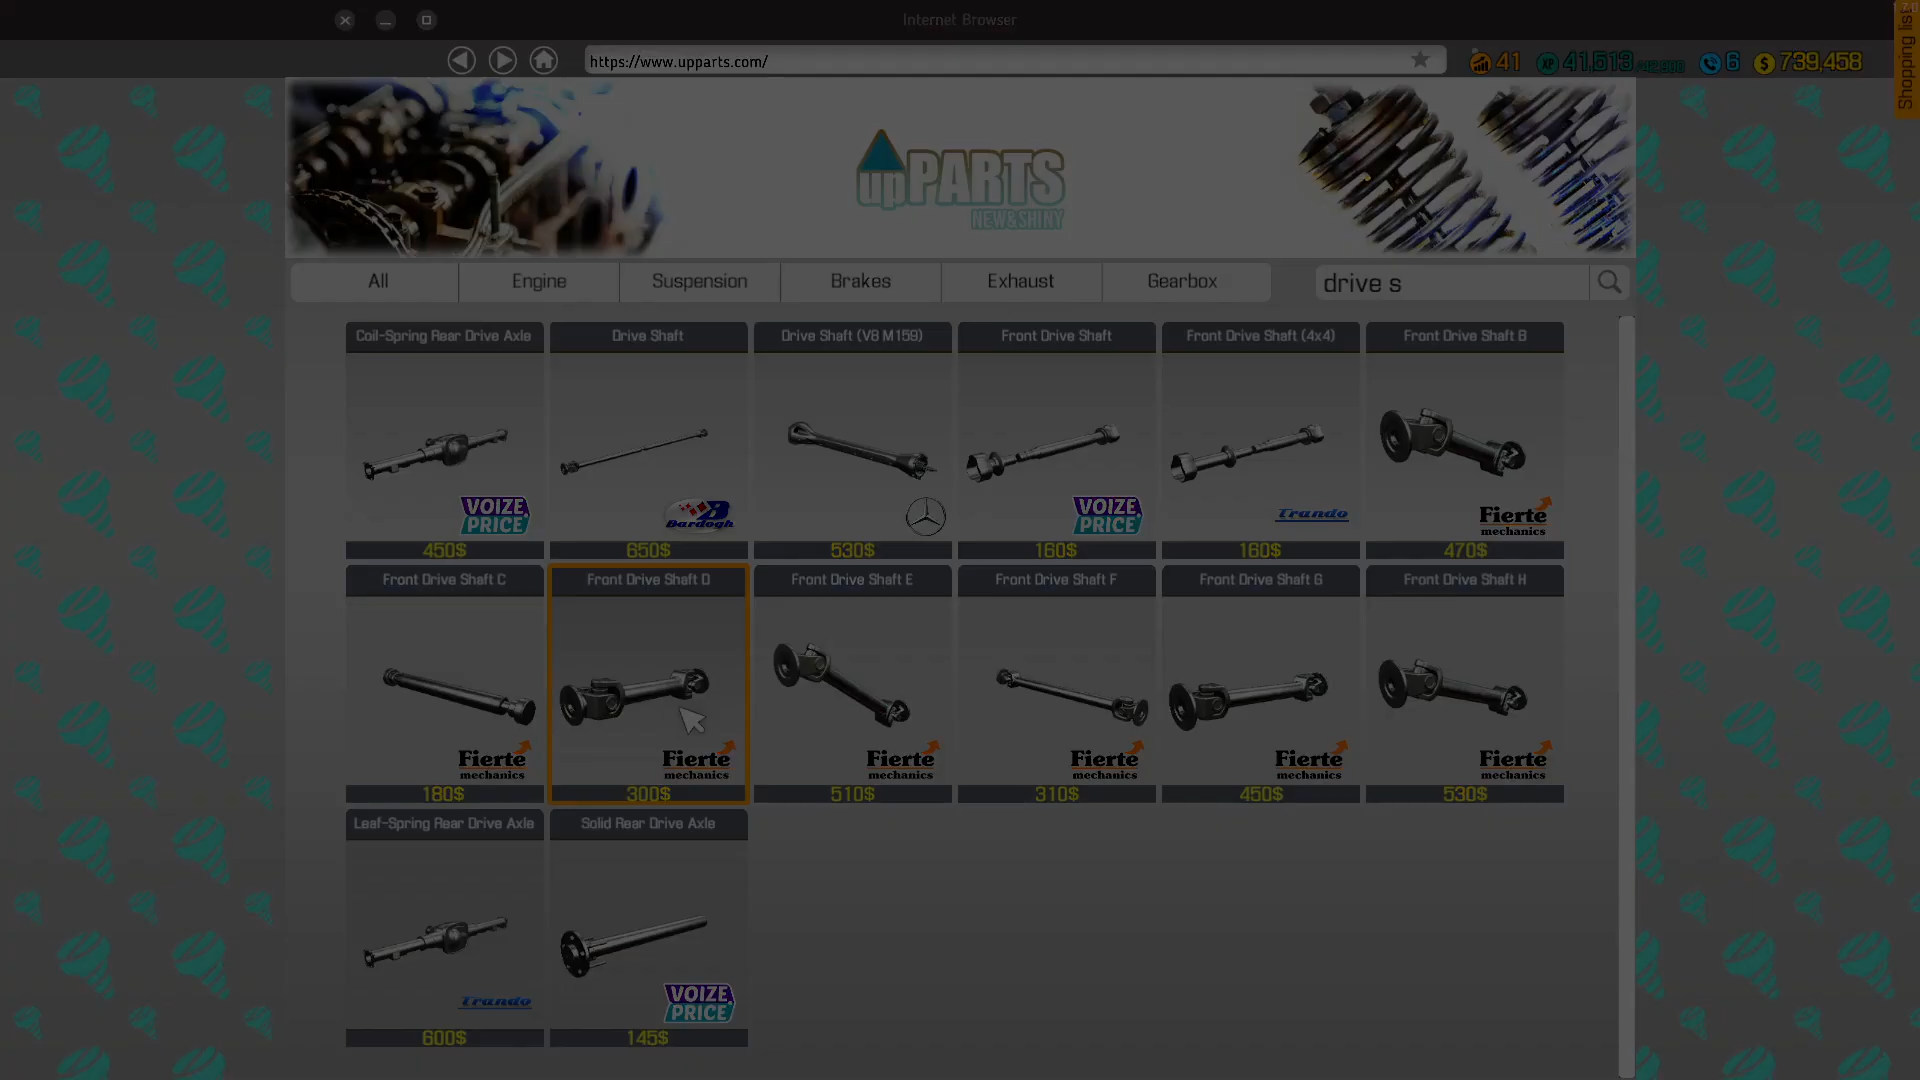 Internet Browser
1.7.0
Shopping list
https://www.upparts.com/
41
41,513
6
739,458
upPARTS
NEW&SHINY
All
Engine
Suspension
Brakes
Exhaust
Gearbox
drive s
Coil-Spring Rear Drive Axle
Drive Shaft
Drive Shaft (V8 M159)
Front Drive Shaft
Front Drive Shaft (4x4)
Front Drive Shaft B
VOIZE
PRICE
Bardogh
VOIZE
PRICE
Trando
Fierte
mechanics
450$
650$
530$
160$
160$
470$
Front Drive Shaft C
Front Drive Shaft D
Front Drive Shaft E
Front Drive Shaft F
Front Drive Shaft G
Front Drive Shaft H
Fierte
mechanics
Fierte
mechanics
Fierte
mechanics
Fierte
mechanics
Fierte
mechanics
Fierte
mechanics
180$
300$
510$
310$
450$
530$
Leaf-Spring Rear Drive Axle
Solid Rear Drive Axle
Trando
VOIZE
PRICE
600$
145$